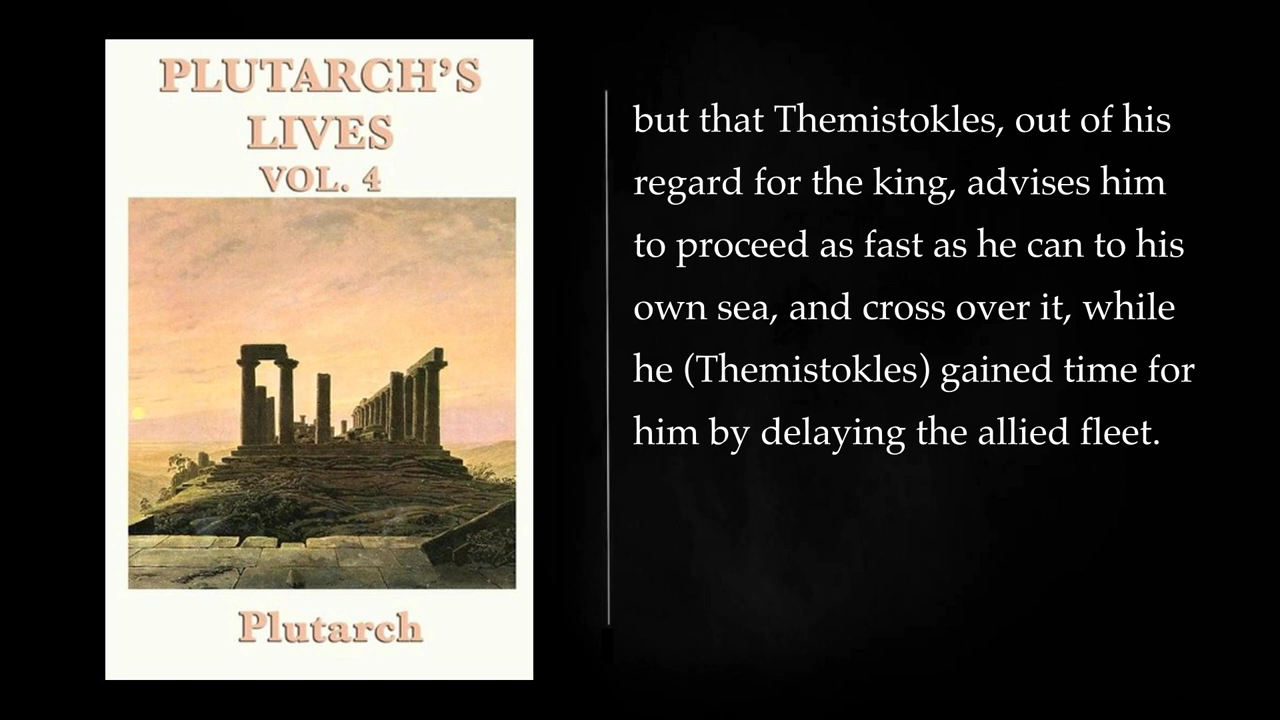 PLUTARCH'S
LIVES
VOL. 4
Plutarch
but that Themistokles, out of his
regard for the king, advises him
to proceed as fast as he can to his
own sea, and cross over it, while
he (Themistokles) gained time for
him by delaying the allied fleet.